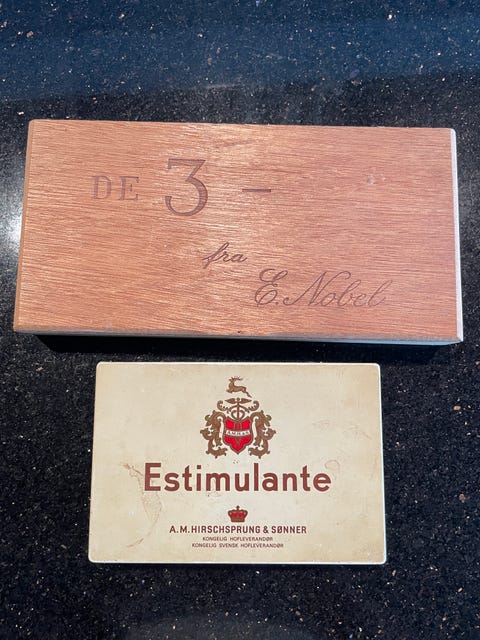 DE 3 –
fra
E. Nobel
Estimulante
A.M. HIRSCHSPRUNG & SØNNER
KONGELIG HOFLEVERANDØR
KONGELIG SVENSK HOFLEVERANDØR